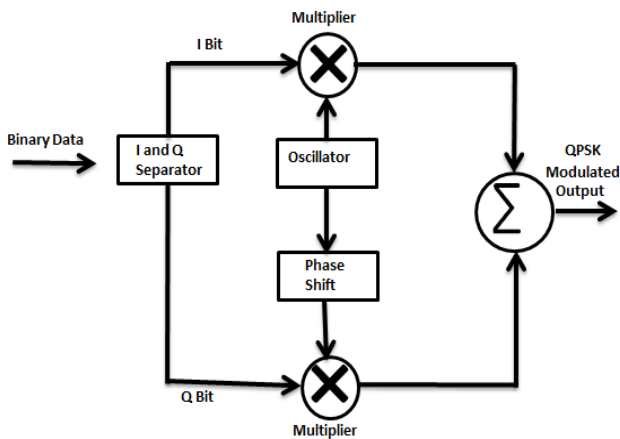 Multiplier
I Bit
Binary Data
I and Q
Separator
Oscillator
QPSK
Modulated
Output
Σ
Phase
Shift
Q Bit
Multiplier